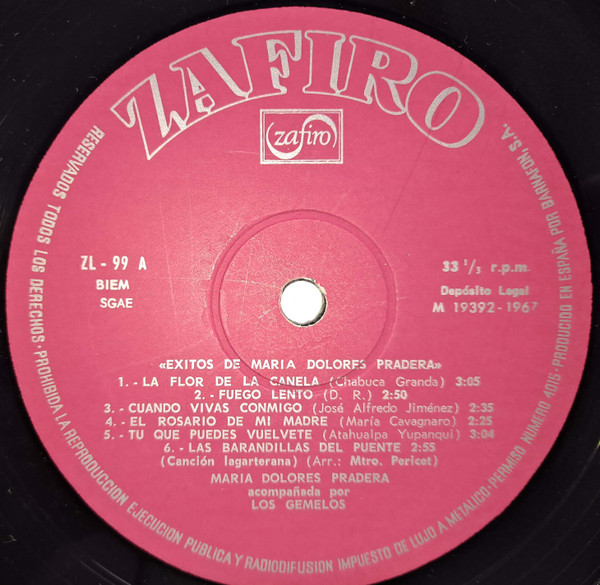 ZAFIRO
zafiro
ZL - 99 A
BIEM
SGAE
33 1/3 r.p.m.
Depósito Legal
M 19392-1967
«EXITOS DE MARIA DOLORES PRADERA»
1. - LA FLOR DE LA CANELA (Chabuca Granda) 3:05
2. - FUEGO LENTO (D. R.) 2:50
3. - CUANDO VIVAS CONMIGO (José Alfredo Jiménez) 2:35
4. - EL ROSARIO DE MI MADRE (María Cavagnaro) 2:25
5. - TU QUE PUEDES VUELVETE (Atahualpa Yupanqui) 3:04
6. - LAS BARANDILLAS DEL PUENTE 2:55
(Canción lagarterana) (Arr.: Mtro. Pericet)
MARIA DOLORES PRADERA
acompañada por
LOS GEMELOS
RESERVADOS TODOS LOS DERECHOS · PROHIBIDA LA REPRODUCCION EJECUCION PUBLICA Y RADIODIFUSION IMPUESTO DE LUJO A METALICO · PERMISO NUMERO 4015 · PRODUCIDO EN ESPAÑA POR BARNAFON, S.A.